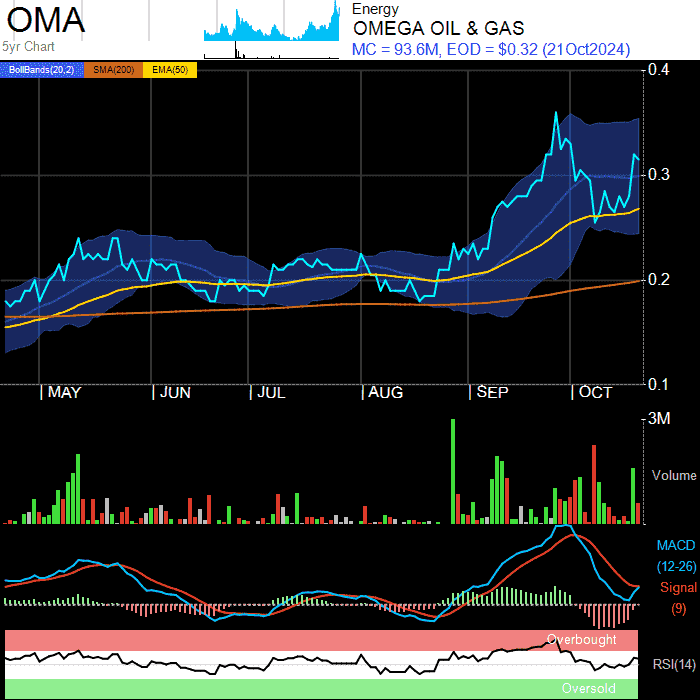 OMA
5yr Chart
Energy
OMEGA OIL & GAS
MC = 93.6M, EOD = $0.32 (21Oct2024)
BollBands(20,2) SMA(200) EMA(50)
0.4
0.3
0.2
0.1
MAY JUN JUL AUG SEP OCT
3M
Volume
MACD
(12-26)
Signal
(9)
Overbought
RSI(14)
Oversold